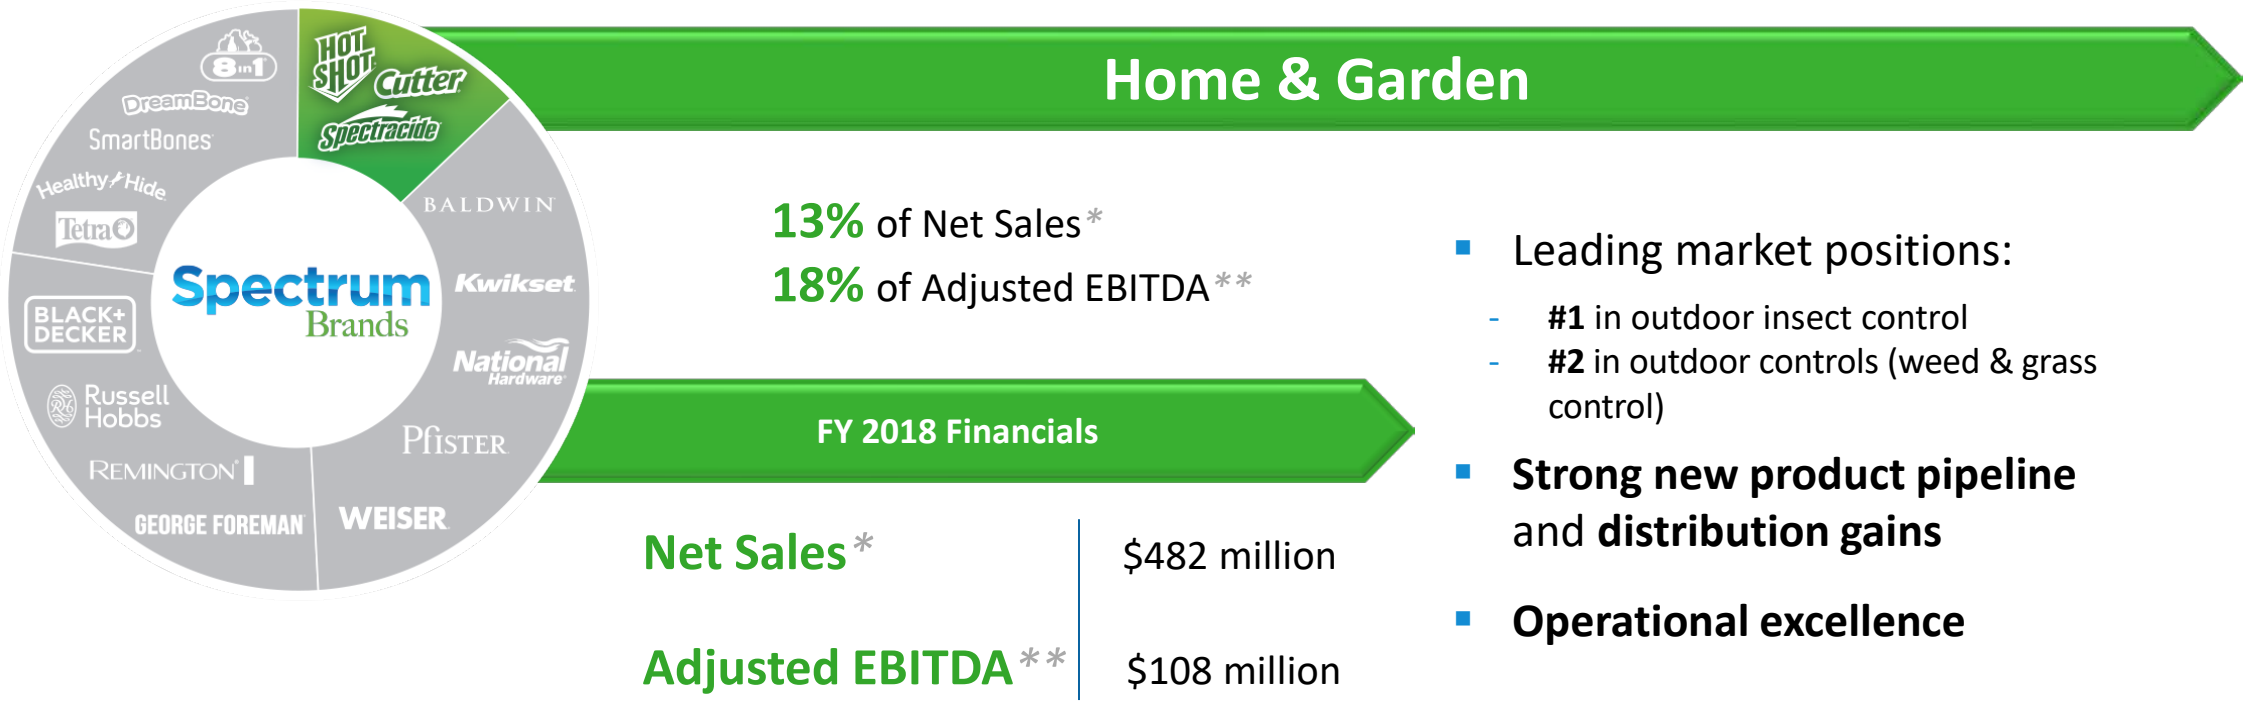 Home & Garden
HOT
SHOT
Cutter
Spectracide
8in1
DreamBone
SmartBones
Healthy Hide
Tetra
BALDWIN
Kwikset
National
Hardware
PFISTER
WEISER
BLACK+
DECKER
Russell
Hobbs
RH
REMINGTON
GEORGE FOREMAN
Spectrum
Brands
13% of Net Sales*
18% of Adjusted EBITDA**
FY 2018 Financials
Net Sales* $482 million
Adjusted EBITDA** $108 million
▪ Leading market positions:
- #1 in outdoor insect control
- #2 in outdoor controls (weed & grass
control)
▪ Strong new product pipeline
and distribution gains
▪ Operational excellence